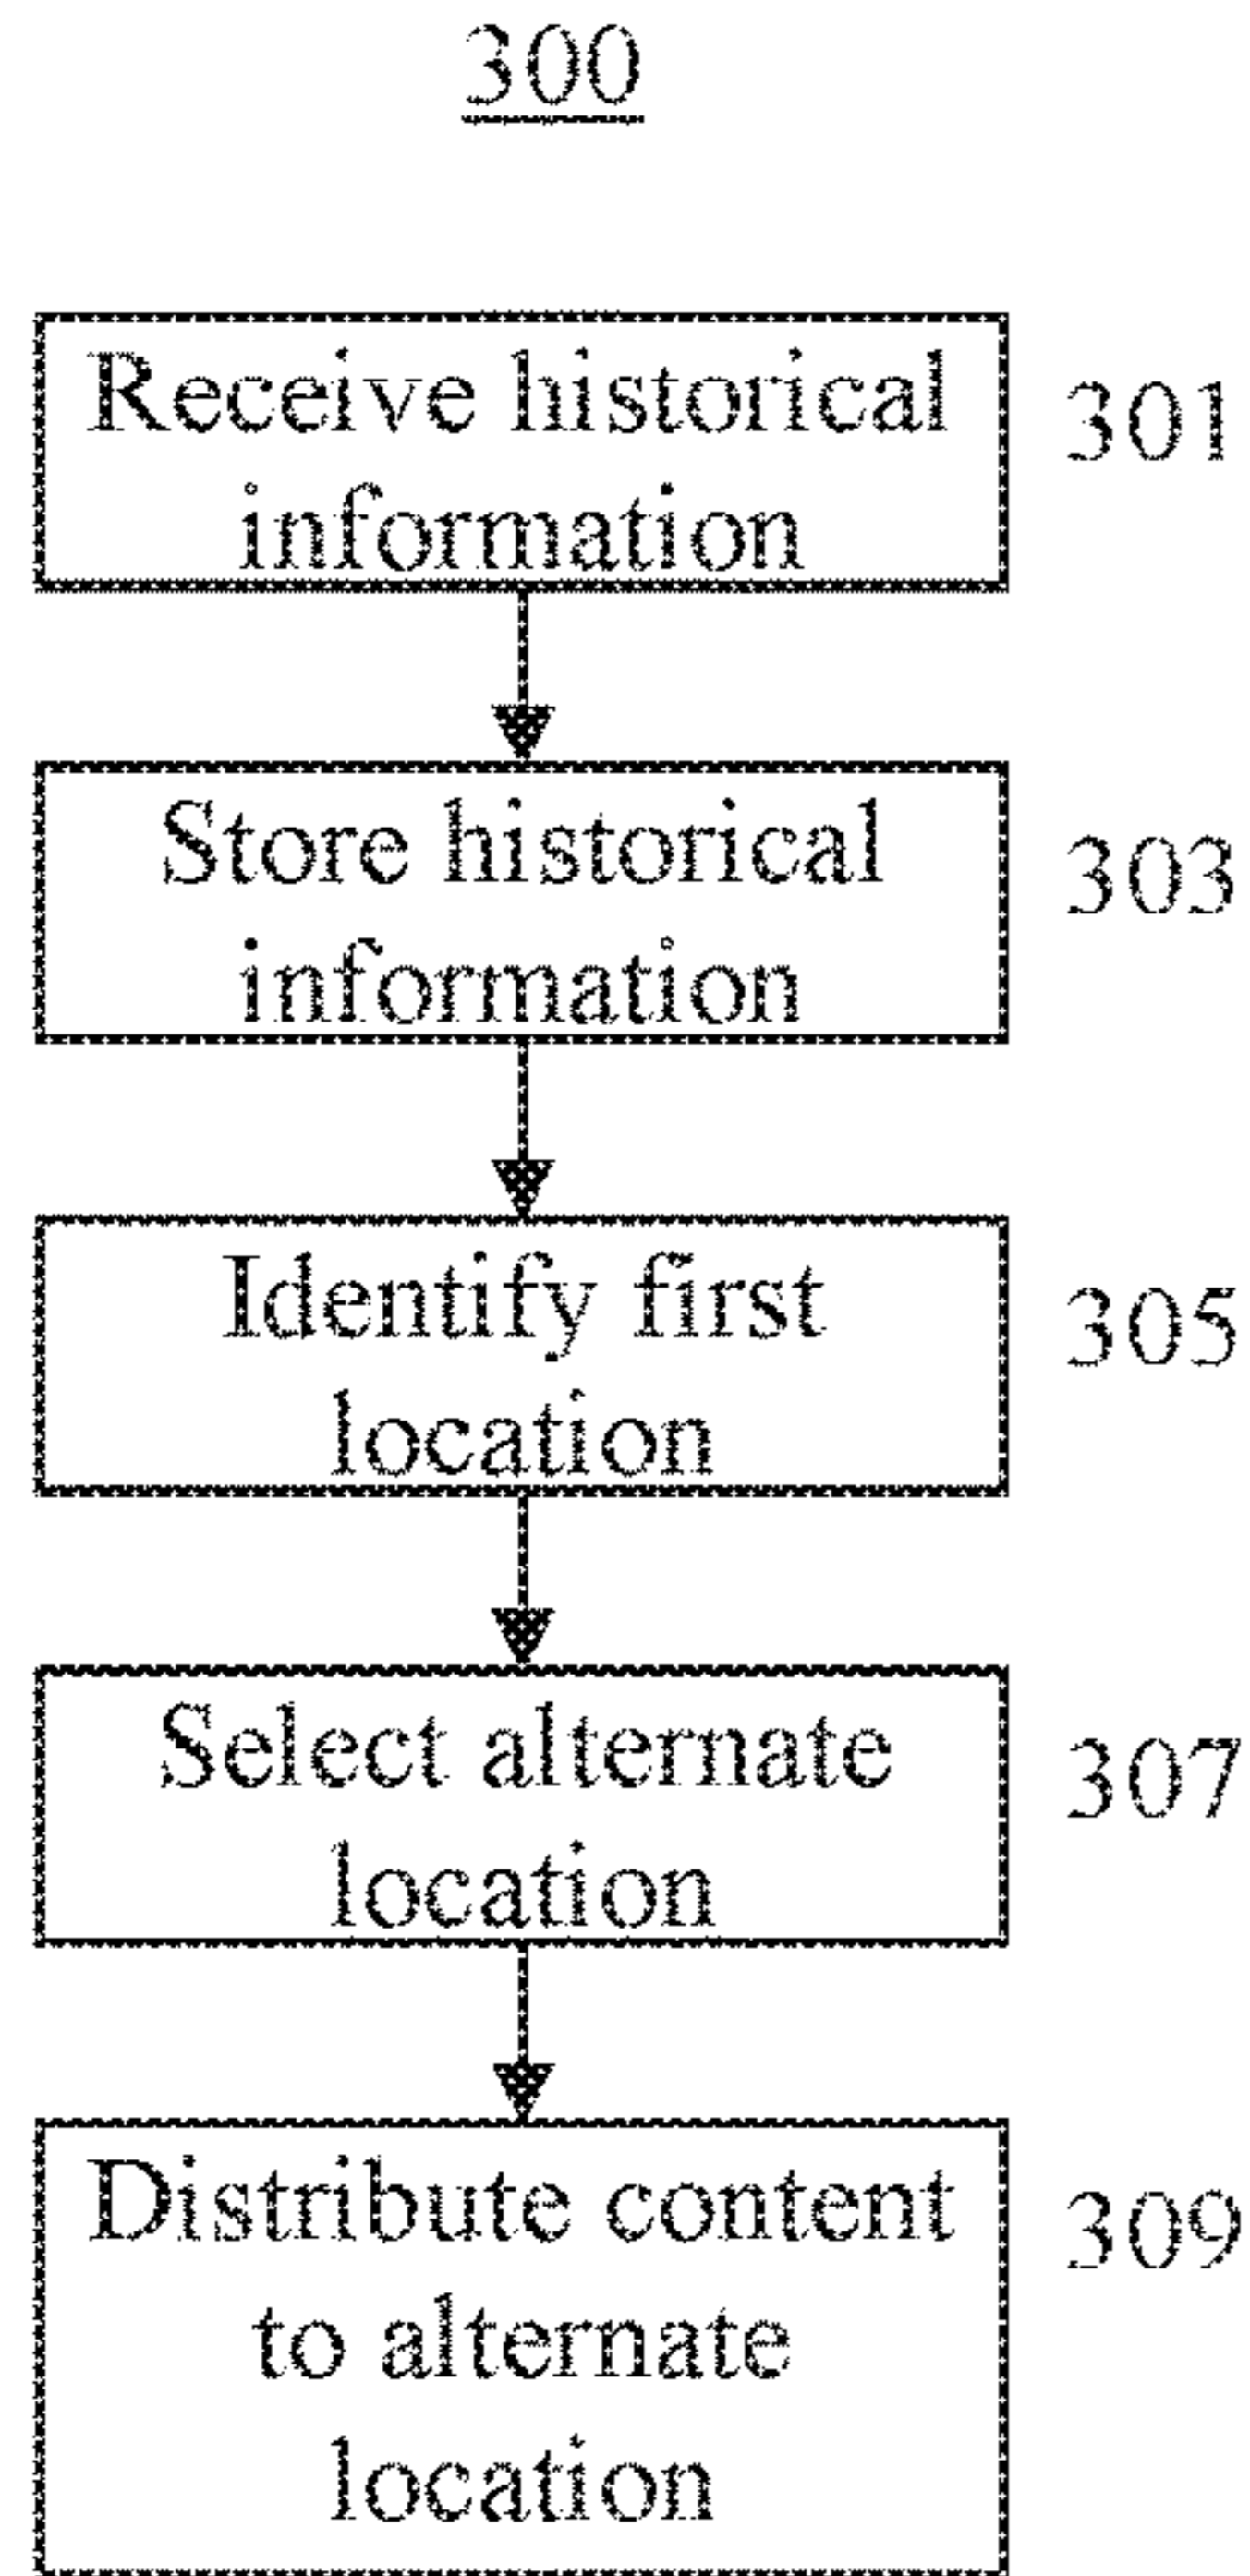 300
Receive historical
information
301
Store historical
information
303
Identify first
location
305
Select alternate
location
307
Distribute content
to alternate
location
309